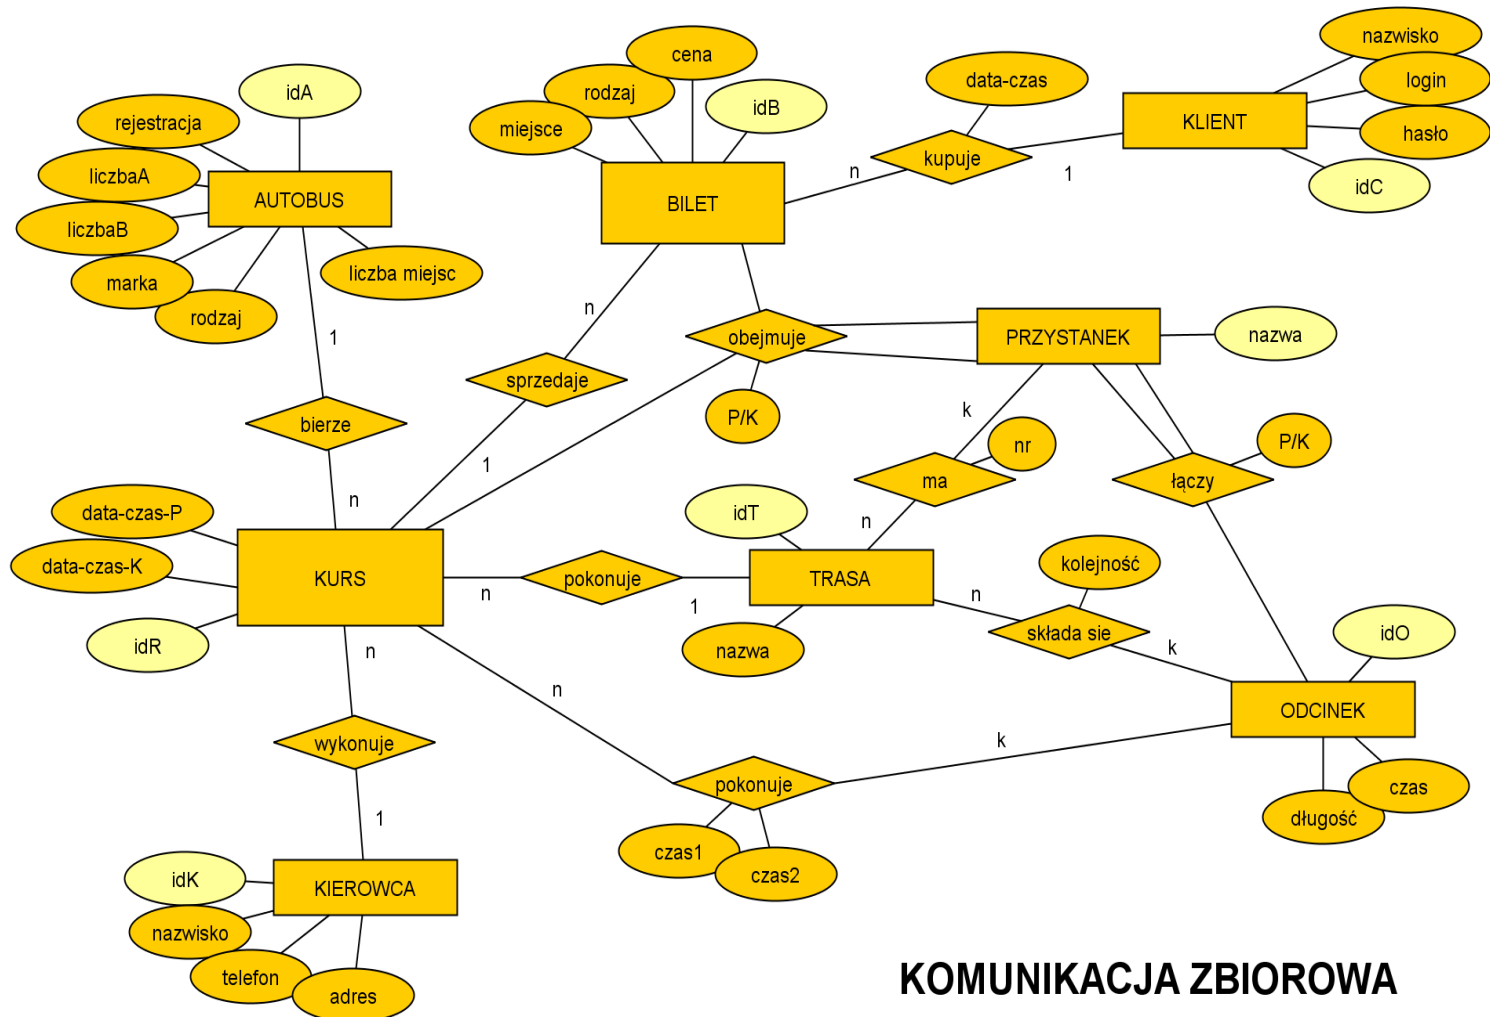 nazwisko
cena
login
data-czas
idA
rodzaj
idB
rejestracja
miejsce
KLIENT
hasło
kupuje
n
1
liczbaA
idC
AUTOBUS
BILET
liczbaB
liczba miejsc
marka
rodzaj
n
1
obejmuje
PRZYSTANEK
nazwa
sprzedaje
k
P/K
bierze
nr
P/K
1
ma
łączy
n
data-czas-P
idT
n
data-czas-K
kolejność
KURS
pokonuje
TRASA
n
1
n
składa sie
idO
idR
n
nazwa
k
n
ODCINEK
wykonuje
k
pokonuje
czas
1
długość
czas1
czas2
idK
KIEROWCA
nazwisko
telefon
adres
KOMUNIKACJA ZBIOROWA